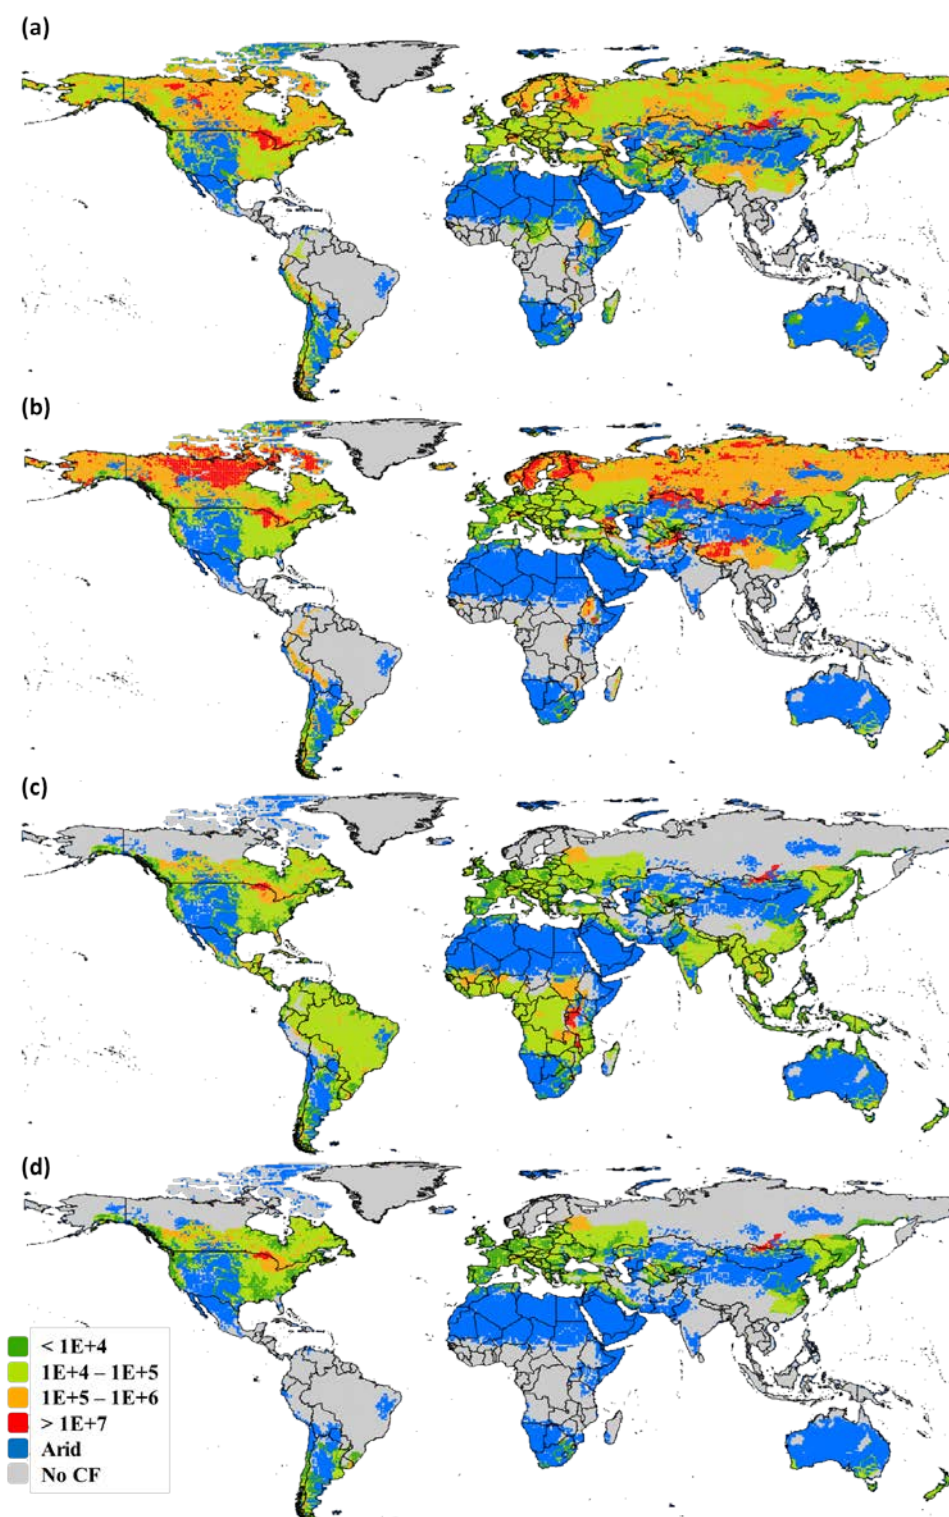 (a)
(b)
(c)
(d)
< 1E+4
1E+4 – 1E+5
1E+5 – 1E+6
> 1E+7
Arid
No CF